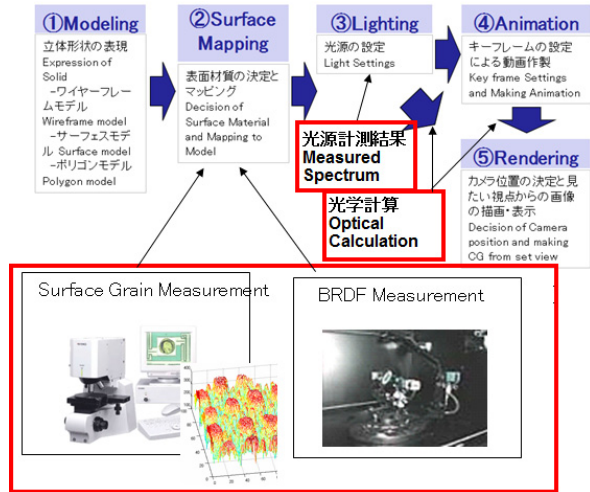 ①Modeling
立体形状の表現
Expression of
Solid
－ワイヤーフレー
ムモデル
Wireframe model
－サーフェスモデ
ル Surface model
－ポリゴンモデル
Polygon model
②Surface
Mapping
表面材質の決定と
マッピング
Decision of
Surface Material
and Mapping to
Model
③Lighting
光源の設定
Light Settings
④Animation
キーフレームの設定
による動画作製
Key frame Settings
and Making Animation
光源計測結果
Measured
Spectrum
光学計算
Optical
Calculation
⑤Rendering
カメラ位置の決定と見
たい視点からの画像
の描画・表示
Decision of Camera
position and making
CG from set view
Surface Grain Measurement
BRDF Measurement